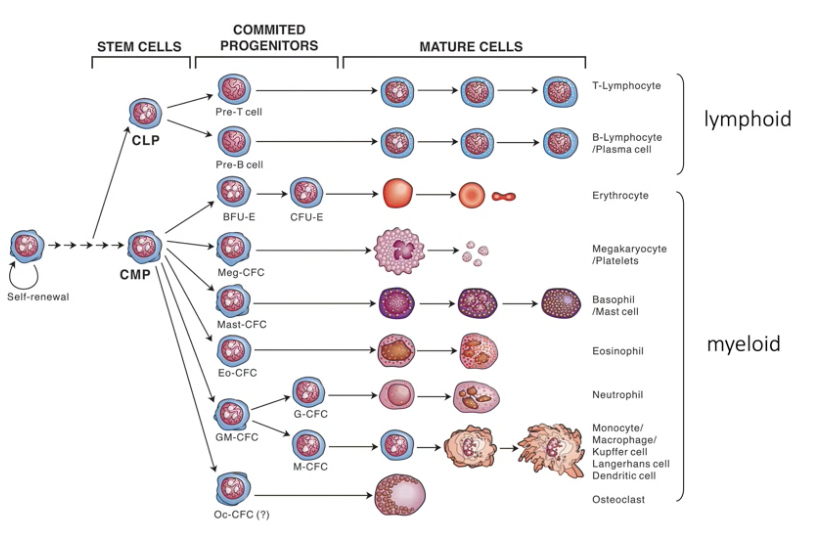 COMMITED
PROGENITORS
STEM CELLS
MATURE CELLS
T-Lymphocyte
Pre-T cell
lymphoid
CLP
B-Lymphocyte
/Plasma cell
Pre-B cell
Erythrocyte
BFU-E
CFU-E
Megakaryocyte
/Platelets
CMP
Meg-CFC
Self-renewal
Basophil
/Mast cell
Mast-CFC
myeloid
Eosinophil
Eo-CFC
Neutrophil
G-CFC
GM-CFC
Monocyte/
Macrophage/
Kupffer cell
Langerhans cell
Dendritic cell
M-CFC
Osteoclast
Oc-CFC (?)